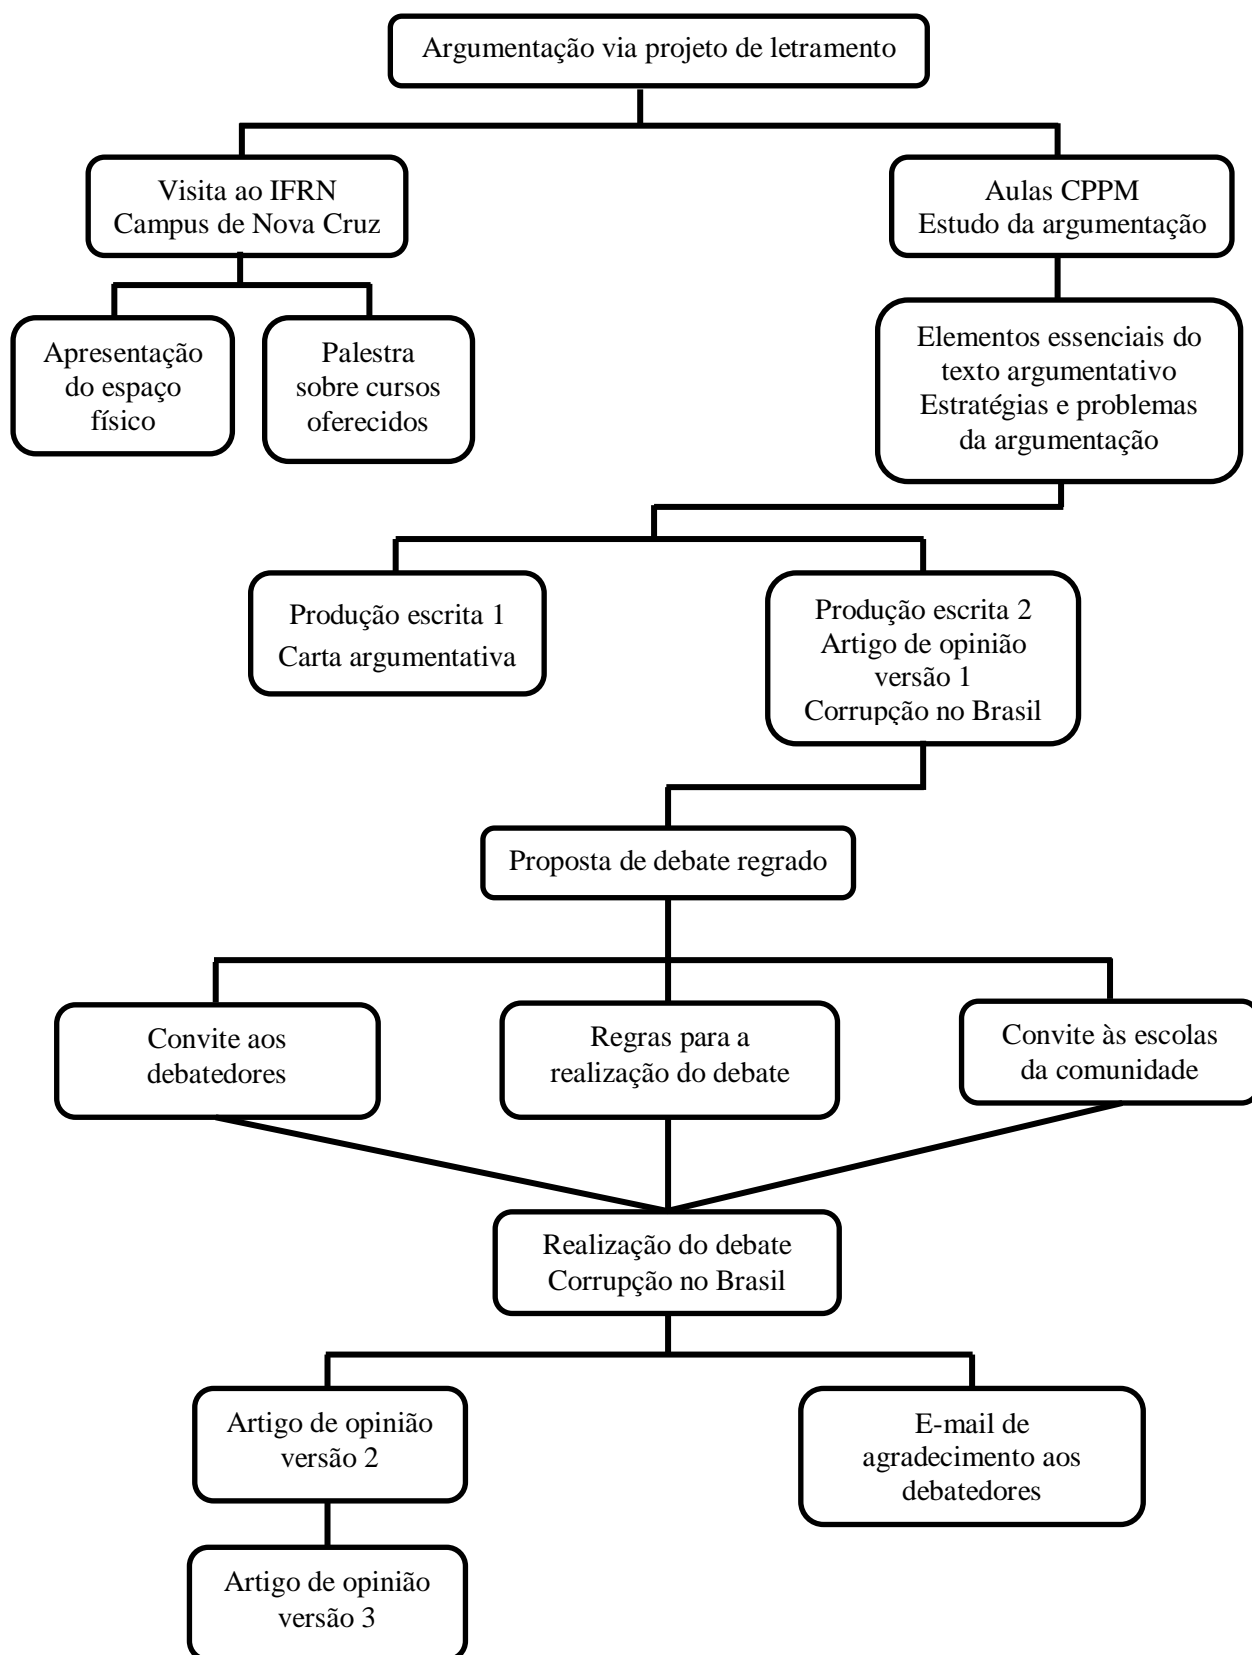 Argumentação via projeto de letramento
Visita ao IFRN
Campus de Nova Cruz
Aulas CPPM
Estudo da argumentação
Apresentação
do espaço
físico
Palestra
sobre cursos
oferecidos
Elementos essenciais do
texto argumentativo
Estratégias e problemas
da argumentação
Produção escrita 1
Carta argumentativa
Produção escrita 2
Artigo de opinião
versão 1
Corrupção no Brasil
Proposta de debate regrado
Convite aos
debatedores
Regras para a
realização do debate
Convite às escolas
da comunidade
Realização do debate
Corrupção no Brasil
Artigo de opinião
versão 2
E-mail de
agradecimento aos
debatedores
Artigo de opinião
versão 3